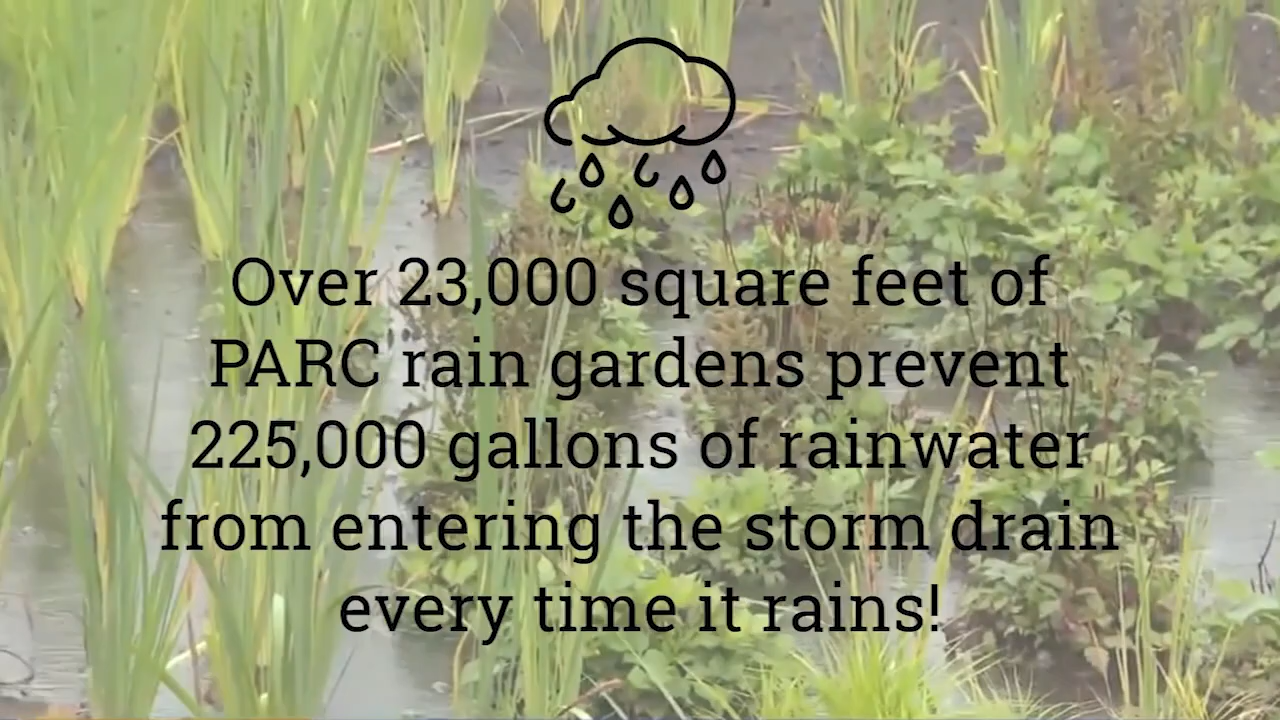 Over 23,000 square feet of
PARC rain gardens prevent
225,000 gallons of rainwater
from entering the storm drain
every time it rains!